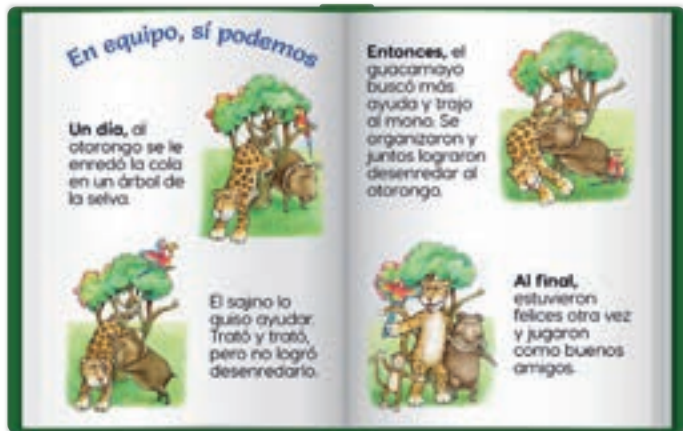 En equipo, sí podemos
Un día, al
otorongo se le
enredó la cola
en un árbol de
la selva.
El sajino lo
quiso ayudar.
Trató y trató,
pero no logró
desenredarlo.
Entonces, el
guacamayo
buscó más
ayuda y trajo
al mono. Se
organizaron y
juntos lograron
desenredar al
otorongo.
Al final,
estuvieron
felices otra vez
y jugaron
como buenos
amigos.